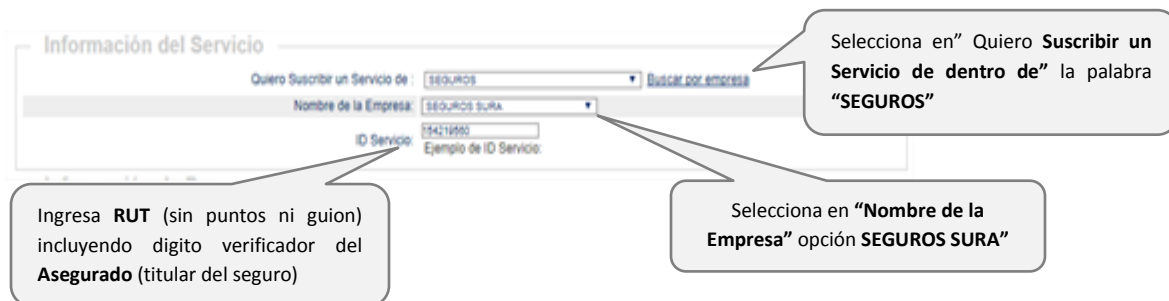 Información del Servicio
Quiero Suscribir un Servicio de :
SEGUROS
Buscar por empresa
Nombre de la Empresa:
SEGUROS SURA
ID Servicio:
Ejemplo de ID Servicio:
Selecciona en” Quiero Suscribir un
Servicio de dentro de” la palabra
“SEGUROS”
Ingresa RUT (sin puntos ni guion)
incluyendo digito verificador del
Asegurado (titular del seguro)
Selecciona en “Nombre de la
Empresa” opción SEGUROS SURA”